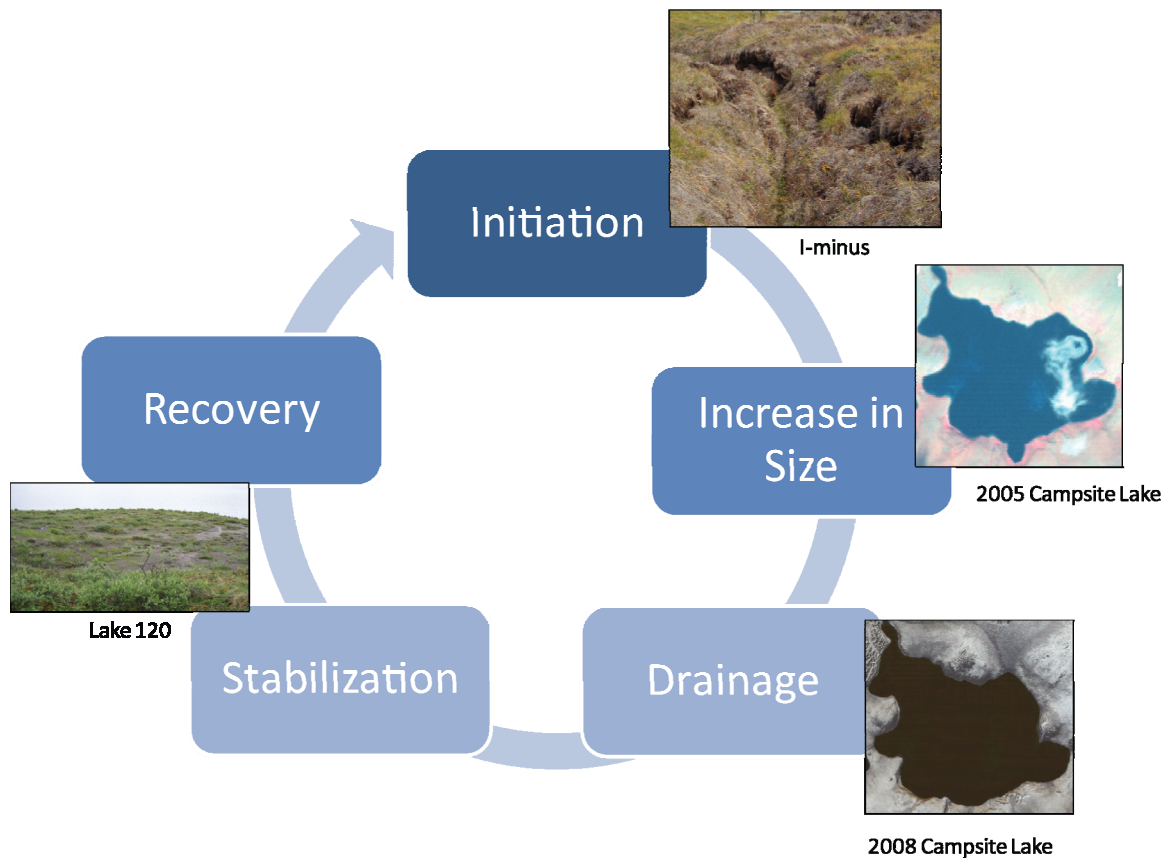 Initiation
I-minus
Increase in
Size
2005 Campsite Lake
Drainage
2008 Campsite Lake
Stabilization
Recovery
Lake 120